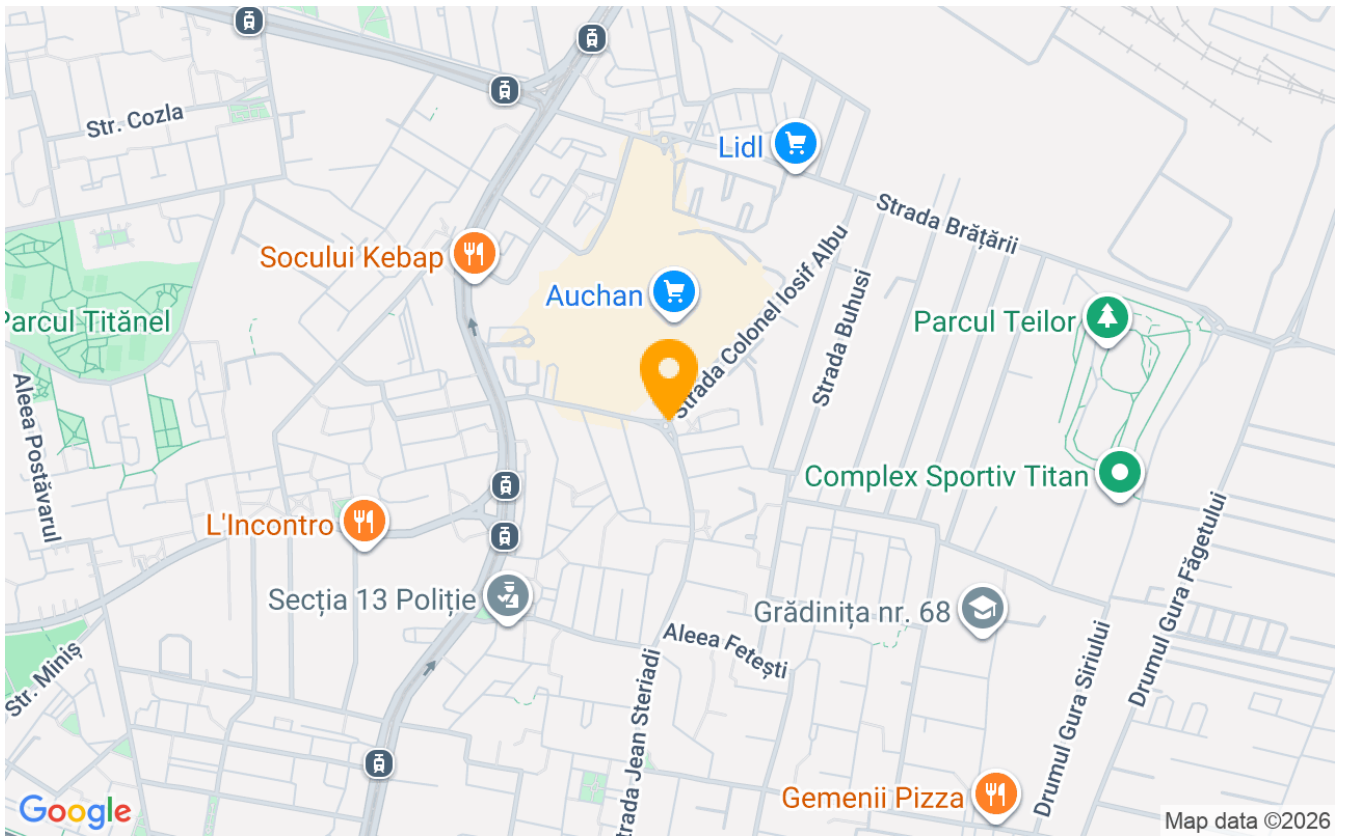 Str. Cozla
Lidl
Strada Brățării
Socului Kebap
Strada Colonel Iosif Albu
Auchan
Strada Buhusi
Parcul Teilor
Parcul Titănel
Aleea Postăvarul
Complex Sportiv Titan
L'Incontro
Secția 13 Poliție
Grădinița nr. 68
Aleea Fetești
Drumul Gura Făgetului
Drumul Gura Siriului
Str. Miniș
Strada Jean Steriadi
Gemenii Pizza
Google
Map data ©2026